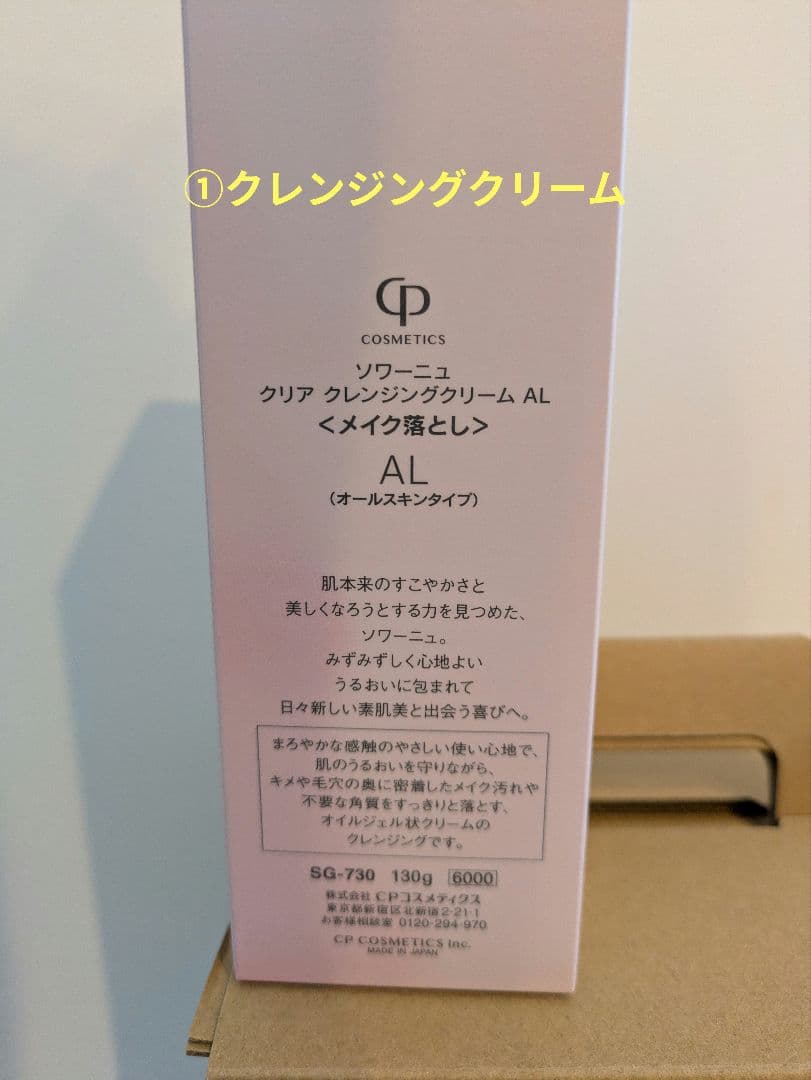 ①クレンジングクリーム
CP
COSMETICS
ソワーニュ
クリア クレンジングクリーム AL
<メイク落とし>
AL
(オールスキンタイプ)
肌本来のすこやかさと
美しくなろうとする力を見つめた、
ソワーニュ。
みずみずしく心地よい
うるおいに包まれて
日々新しい素肌美と出会う喜びへ。
まろやかな感触のやさしい使い心地で、
肌のうるおいを守りながら、
キメや毛穴の奥に密着したメイク汚れや
不要な角質をすっきりと落とす、
オイルジェル状クリームの
クレンジングです。
SG-730 130g 6000
株式会社 CPコスメティクス
東京都新宿区北新宿2-21-1
お客様相談室 0120-294-970
CP COSMETICS Inc.
MADE IN JAPAN